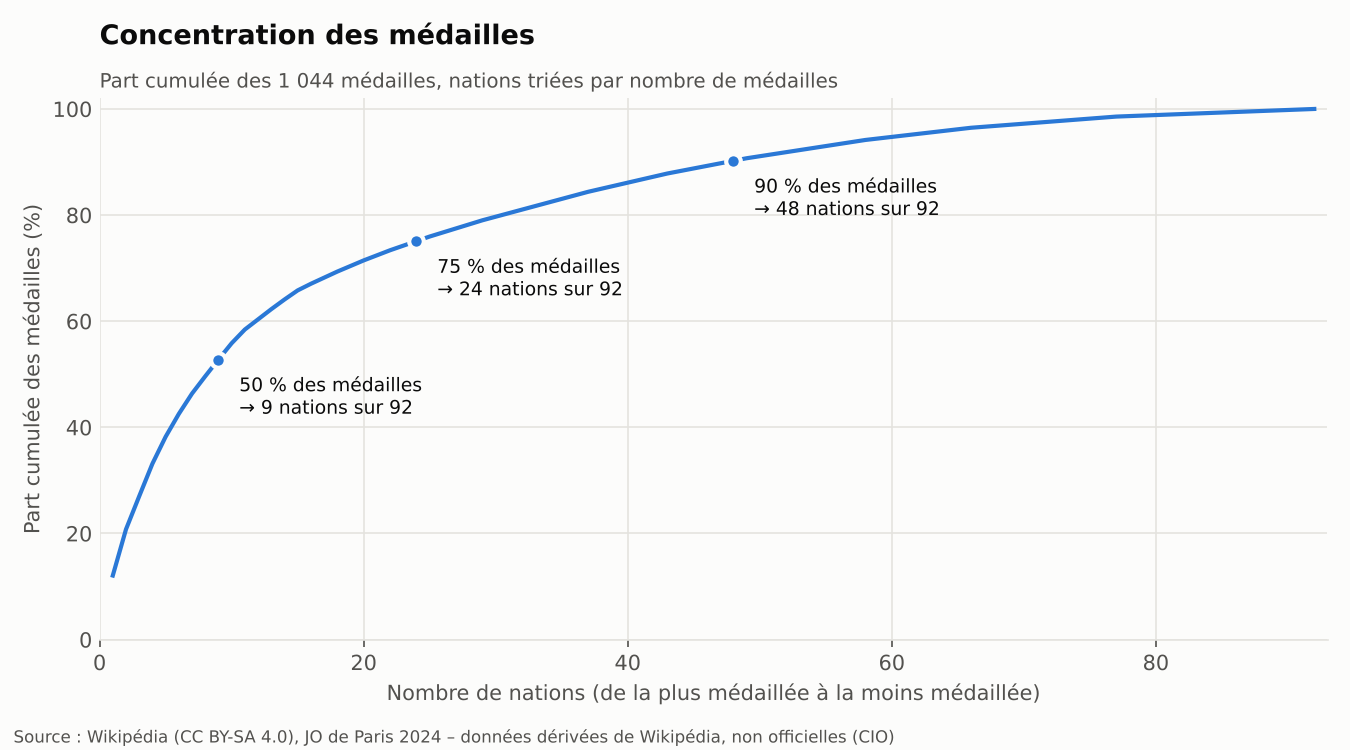 Concentration des médailles
Part cumulée des 1 044 médailles, nations triées par nombre de médailles
Part cumulée des médailles (%)
100
80
60
40
20
0
90 % des médailles
→ 48 nations sur 92
75 % des médailles
→ 24 nations sur 92
50 % des médailles
→ 9 nations sur 92
0 20 40 60 80
Nombre de nations (de la plus médaillée à la moins médaillée)
Source : Wikipédia (CC BY-SA 4.0), JO de Paris 2024 – données dérivées de Wikipédia, non officielles (CIO)